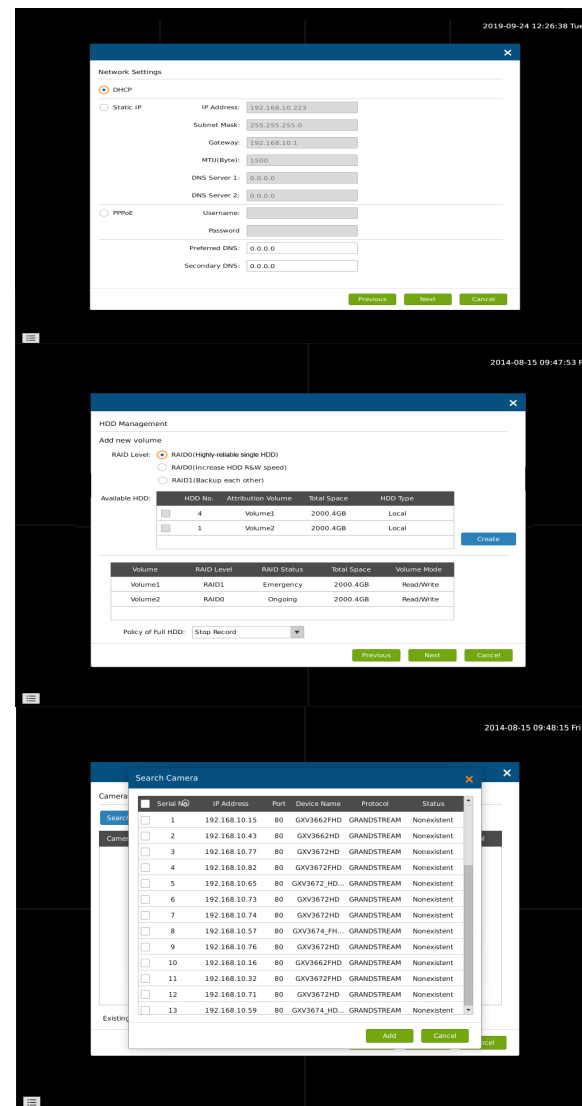 2019-09-24 12:26:38 Tue
×
Network Settings
DHCP
Static IP IP Address: 192.168.10.223
Subnet Mask: 255.255.255.0
Gateway: 192.168.10.1
MTU(Byte): 1500
DNS Server 1: 0.0.0.0
DNS Server 2: 0.0.0.0
PPPoE Username:
Password
Preferred DNS: 0.0.0.0
Secondary DNS: 0.0.0.0
Previous Next Cancel
2014-08-15 09:47:53 F
×
HDD Management
Add new volume
RAID Level: RAID0(Highly-reliable single HDD)
RAID0(Increase HDD R&W speed)
RAID1(Backup each other)
Available HDD: HDD No. Attribution Volume Total Space HDD Type
4 Volume1 2000.4GB Local
1 Volume2 2000.4GB Local
Create
Volume RAID Level RAID Status Total Space Volume Mode
Volume1 RAID1 Emergency 2000.4GB Read/Write
Volume2 RAID0 Ongoing 2000.4GB Read/Write
Policy of Full HDD: Stop Record
Previous Next Cancel
2014-08-15 09:48:15 Fri
×
Search Camera ×
Camera
Search
Came
Serial No IP Address Port Device Name Protocol Status
1 192.168.10.15 80 GXV3662FHD GRANDSTREAM Nonexistent
2 192.168.10.43 80 GXV3662HD GRANDSTREAM Nonexistent
3 192.168.10.77 80 GXV3672HD GRANDSTREAM Nonexistent
4 192.168.10.82 80 GXV3672FHD GRANDSTREAM Nonexistent
5 192.168.10.65 80 GXV3672_HD... GRANDSTREAM Nonexistent
6 192.168.10.73 80 GXV3672HD GRANDSTREAM Nonexistent
7 192.168.10.74 80 GXV3672HD GRANDSTREAM Nonexistent
8 192.168.10.57 80 GXV3674_FH... GRANDSTREAM Nonexistent
9 192.168.10.76 80 GXV3672HD GRANDSTREAM Nonexistent
10 192.168.10.16 80 GXV3662FHD GRANDSTREAM Nonexistent
11 192.168.10.32 80 GXV3672FHD GRANDSTREAM Nonexistent
12 192.168.10.71 80 GXV3672HD GRANDSTREAM Nonexistent
13 192.168.10.59 80 GXV3674_HD... GRANDSTREAM Nonexistent
Existing
Add Cancel
ncel